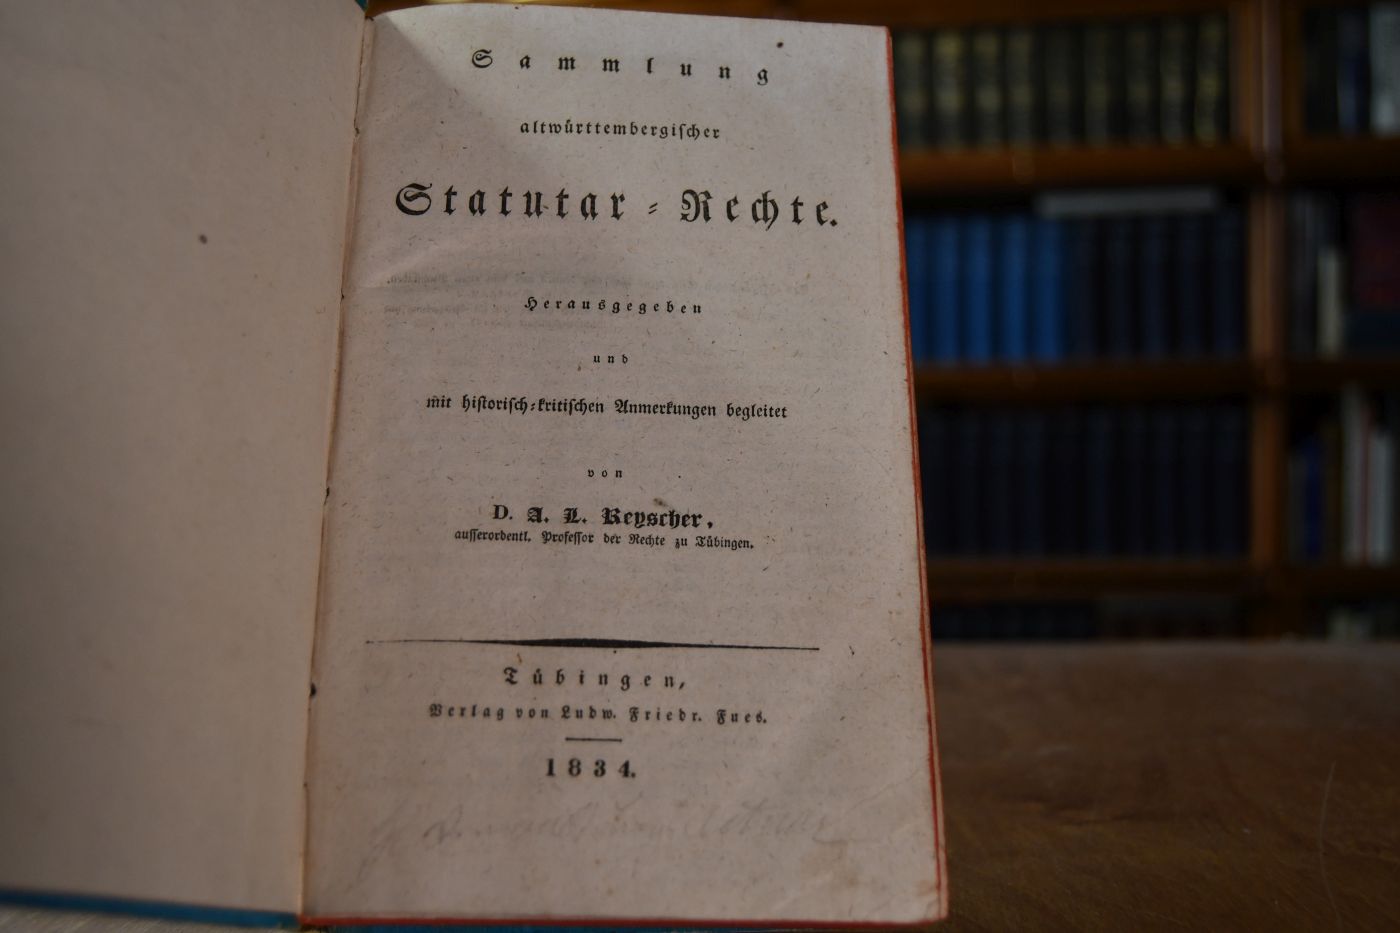 Sammlung
altwürttembergischer
Statutar-Rechte.
Herausgegeben
und
mit historisch-kritischen Anmerkungen begleitet
von
D. A. L. Reyscher,
ausserordentl. Professor der Rechte zu Tübingen.
Tübingen,
Verlag von Ludw. Friedr. Fues.
1834.